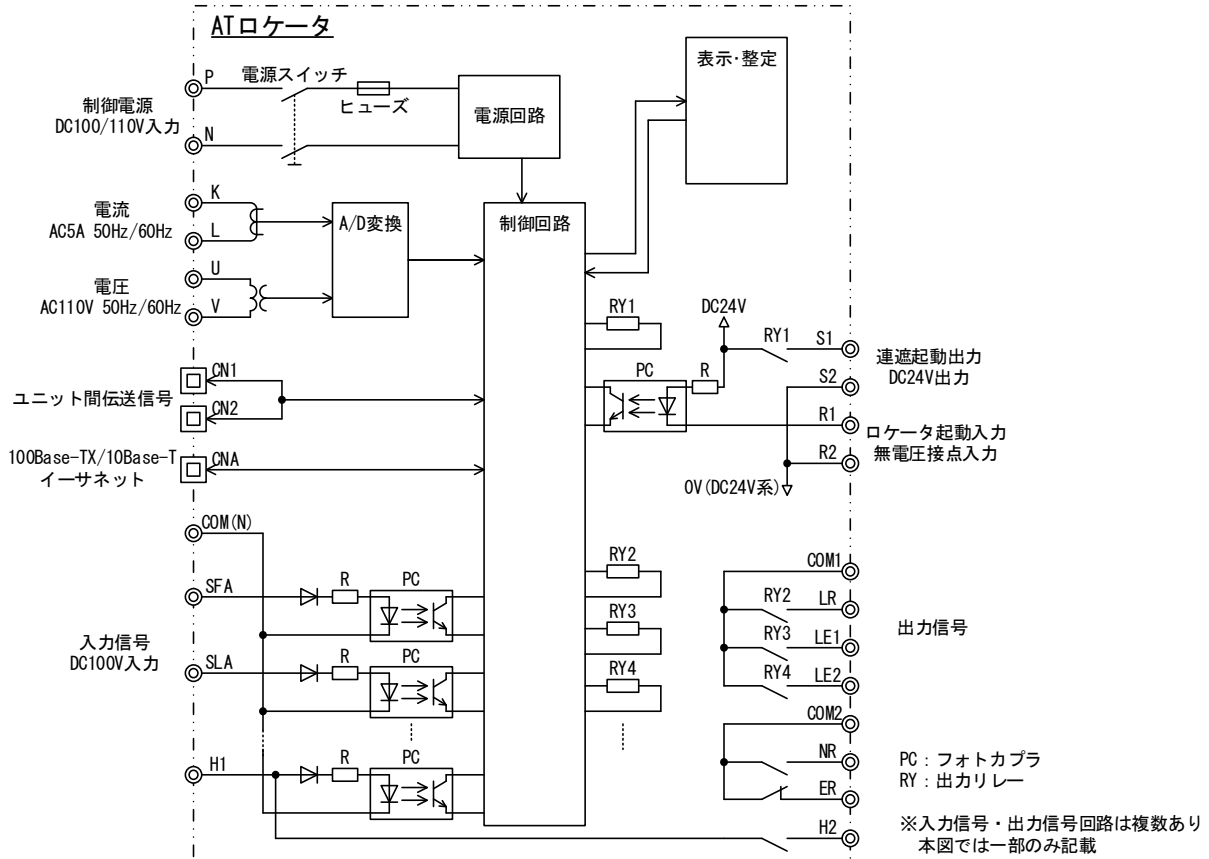 ATロケータ
P
電源スイッチ
ヒューズ
制御電源
DC100/110V入力
N
電源回路
表示・整定
K
電流
AC5A 50Hz/60Hz
L
A/D変換
制御回路
U
電圧
AC110V 50Hz/60Hz
V
RY1
DC24V
RY1
S1
連遮起動出力
DC24V出力
S2
PC
R
R1
ロケータ起動入力
無電圧接点入力
R2
0V(DC24V系)
CN1
ユニット間伝送信号
CN2
100Base-TX/10Base-T
イーサネット
CNA
COM(N)
SFA
R
PC
入力信号
DC100V入力
SLA
R
PC
H1
R
PC
RY2
RY3
RY4
COM1
RY2
LR
RY3
LE1
出力信号
RY4
LE2
COM2
NR
ER
H2
PC：フォトカプラ
RY：出力リレー
※入力信号・出力信号回路は複数あり
本図では一部のみ記載